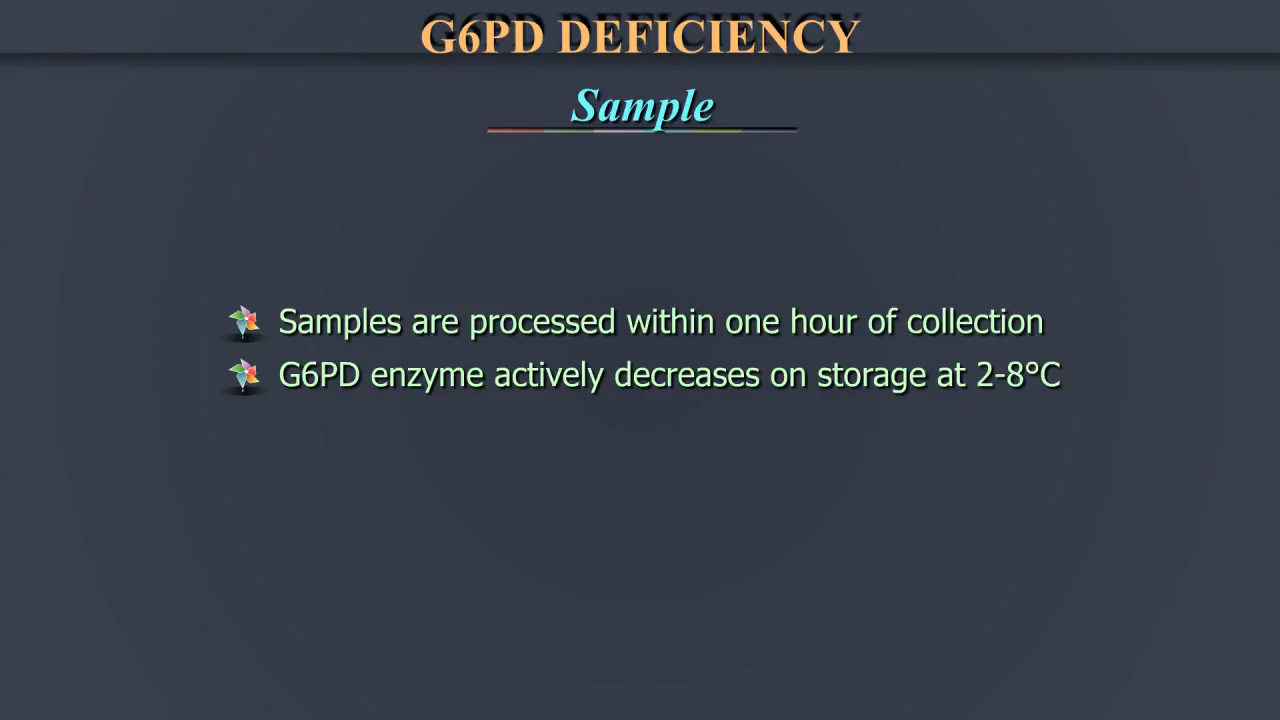 G6PD DEFICIENCY
Sample
Samples are processed within one hour of collection
G6PD enzyme actively decreases on storage at 2-8°C